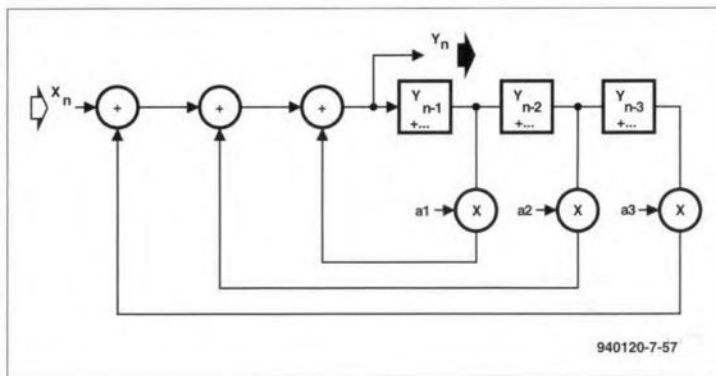 Yn
Xn
+
+
+
Yn-1
+...
Yn-2
+...
Yn-3
+...
a1
X
a2
X
a3
X
940120-7-57